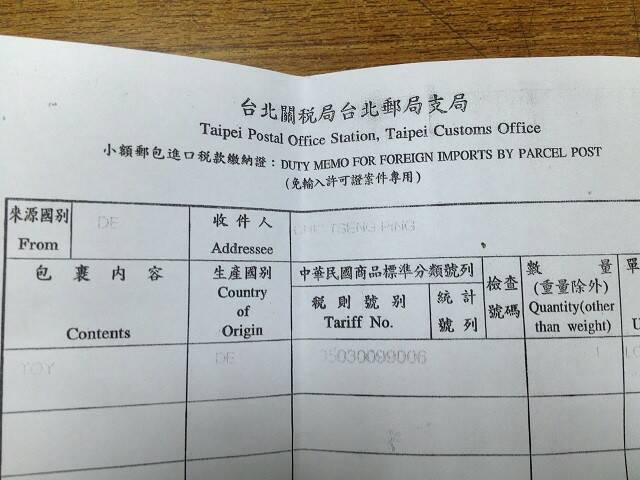 台北關稅局台北郵局支局
Taipei Postal Office Station, Taipei Customs Office
小額郵包進口稅款繳納證：DUTY MEMO FOR FOREIGN IMPORTS BY PARCEL POST
(免輸入許可證案件專用)
來源國別 From
DE
收件人 Addressee
TSENG PING
包裹內容 Contents
生產國別 Country of Origin
中華民國商品標準分類號列
稅則號別 Tariff No.
統計號列
檢查號碼
數量 (重量除外) Quantity(other than weight)
單
U
TOY
DE
95030099006
1